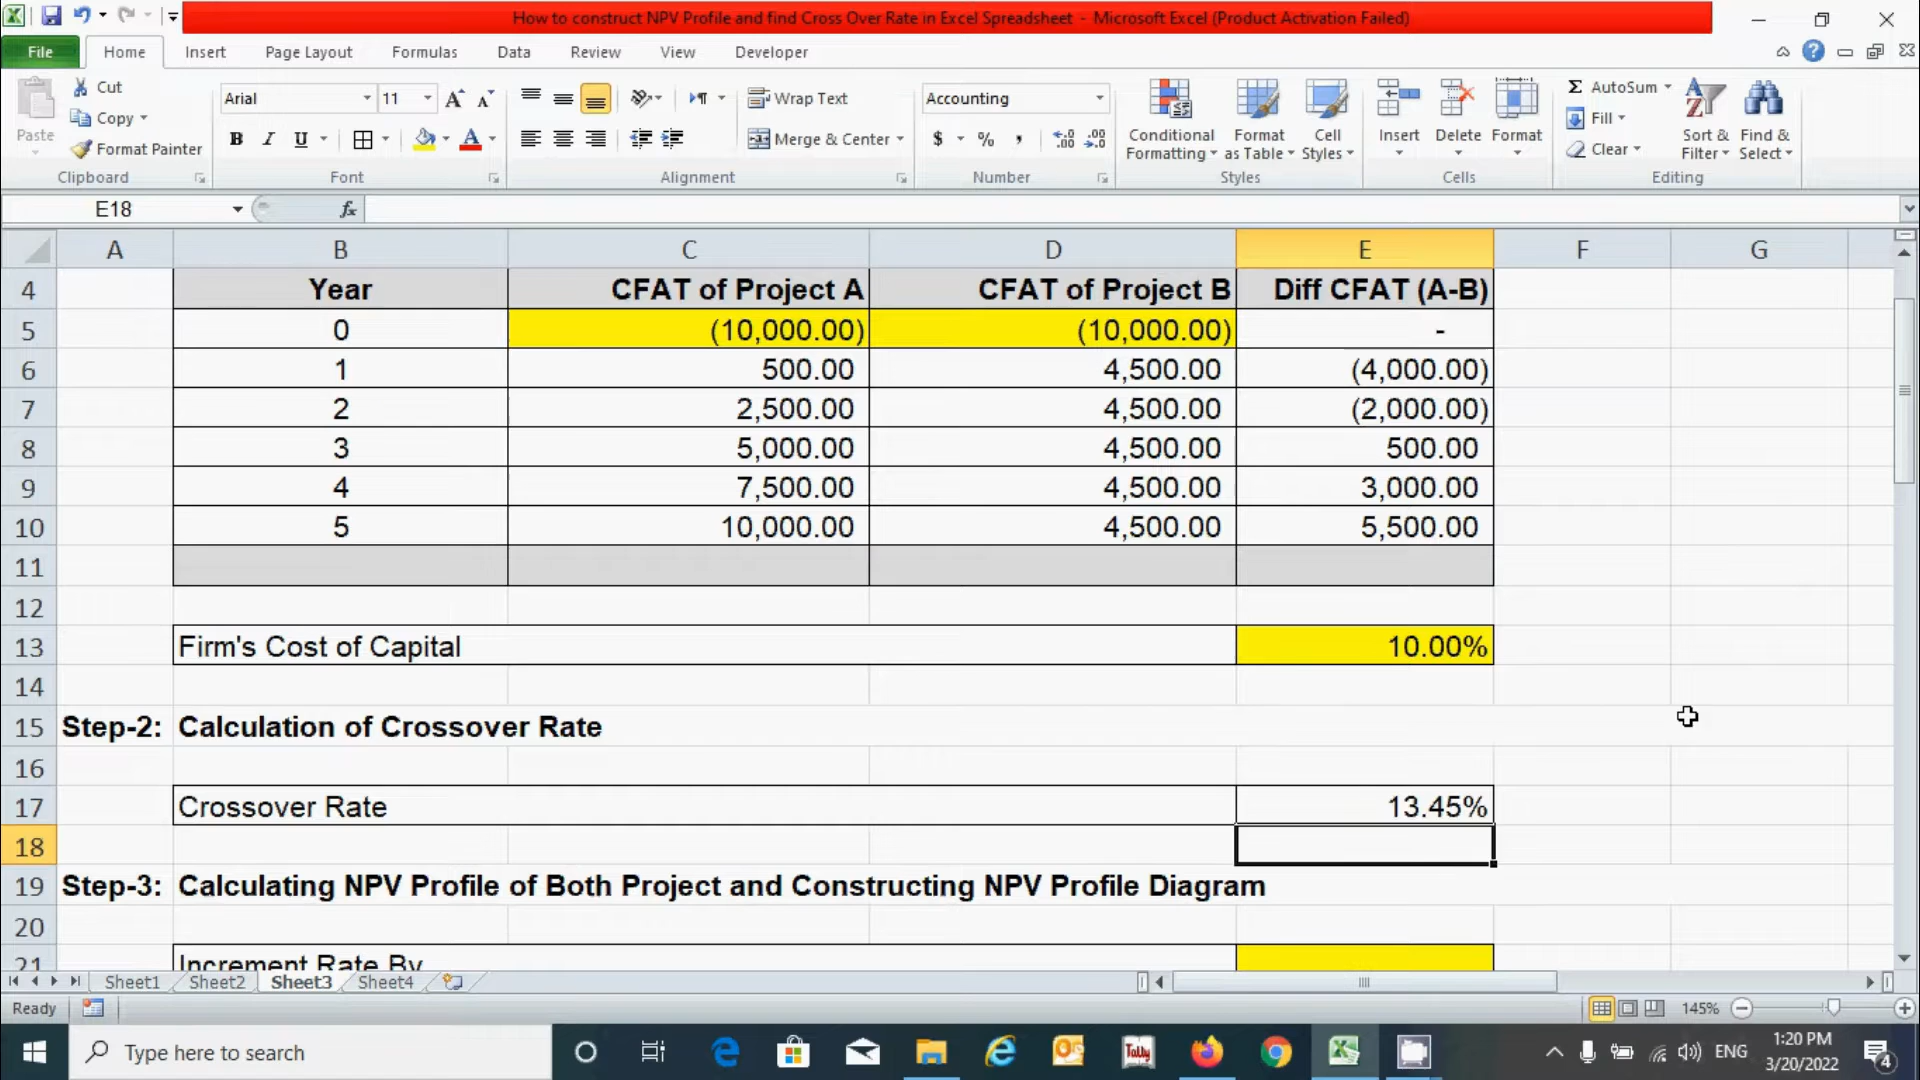 How to construct NPV Profile and find Cross Over Rate in Excel Spreadsheet - Microsoft Excel (Product Activation Failed)
File Home Insert Page Layout Formulas Data Review View Developer
Paste
Cut
Copy
Format Painter
Clipboard
Arial 11
B I U
Font
Wrap Text
Merge & Center
Alignment
Accounting
$ % ,
Number
Conditional Formatting
Format as Table
Cell Styles
Styles
Insert Delete Format
Cells
Σ AutoSum
Fill
Clear
Sort & Filter
Find & Select
Editing
E18 fx
A B C D E F G
4 Year CFAT of Project A CFAT of Project B Diff CFAT (A-B)
5 0 (10,000.00) (10,000.00) -
6 1 500.00 4,500.00 (4,000.00)
7 2 2,500.00 4,500.00 (2,000.00)
8 3 5,000.00 4,500.00 500.00
9 4 7,500.00 4,500.00 3,000.00
10 5 10,000.00 4,500.00 5,500.00
11
12
13 Firm's Cost of Capital 10.00%
14
15 Step-2: Calculation of Crossover Rate
16
17 Crossover Rate 13.45%
18
19 Step-3: Calculating NPV Profile of Both Project and Constructing NPV Profile Diagram
20
21 Increment Rate By
Sheet1 Sheet2 Sheet3 Sheet4
Ready 145%
Type here to search
Tally
ENG
1:20 PM
3/20/2022
4